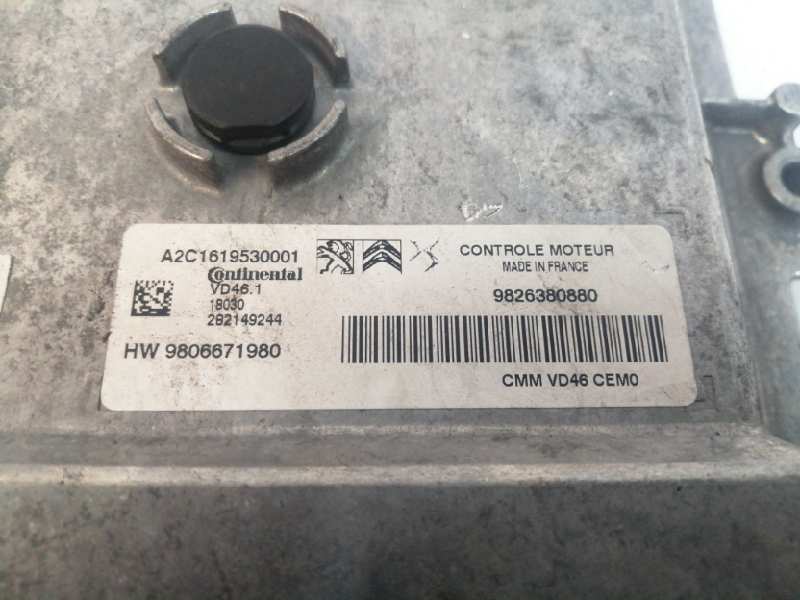 A2C1619530001
Continental
VD46.1
18030
282149244
HW 9806671980
CONTROLE MOTEUR
MADE IN FRANCE
9826380880
CMM VD46 CEM0